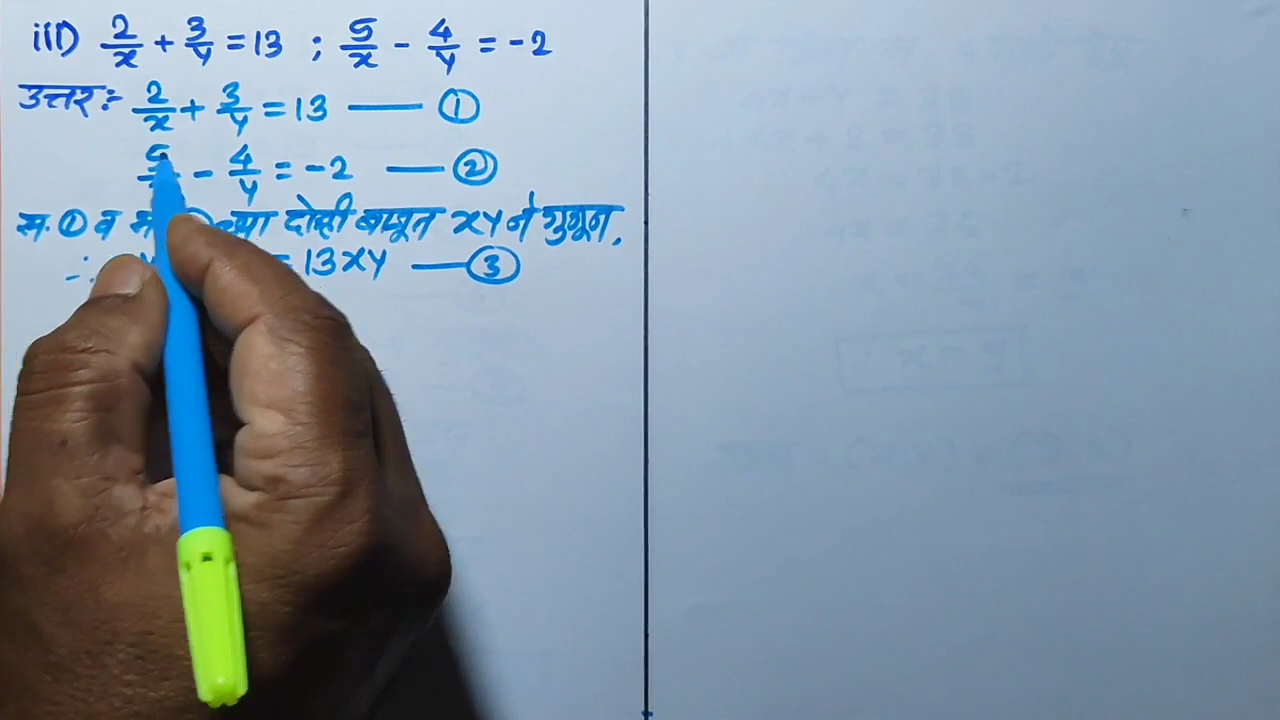 iii) 2/x + 3/y = 13 ; 5/x - 4/y = -2
उत्तर:- 2/x + 3/y = 13 —— ①
5/ - 4/y = -2 —— ②
स. ① व च्या दोन्ही बाजूंत xy ने गुणून.
∴ = 13xy —— ③